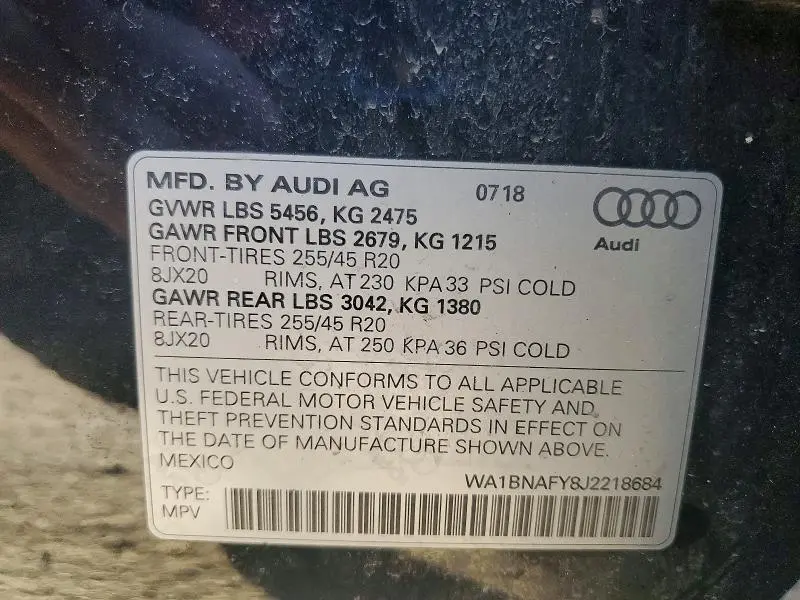 MFD. BY AUDI AG 0718
GVWR LBS 5456, KG 2475
GAWR FRONT LBS 2679, KG 1215
FRONT-TIRES 255/45 R20
8JX20 RIMS, AT 230 KPA 33 PSI COLD
GAWR REAR LBS 3042, KG 1380
REAR-TIRES 255/45 R20
8JX20 RIMS, AT 250 KPA 36 PSI COLD
Audi
THIS VEHICLE CONFORMS TO ALL APPLICABLE
U.S. FEDERAL MOTOR VEHICLE SAFETY AND
THEFT PREVENTION STANDARDS IN EFFECT ON
THE DATE OF MANUFACTURE SHOWN ABOVE.
MEXICO
WA1BNAFY8J2218684
TYPE:
MPV